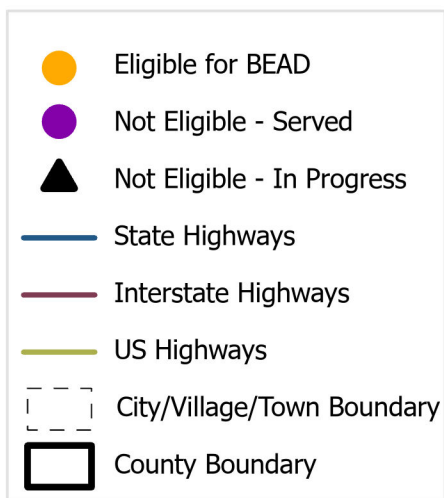 Eligible for BEAD
Not Eligible - Served
Not Eligible - In Progress
State Highways
Interstate Highways
US Highways
City/Village/Town Boundary
County Boundary